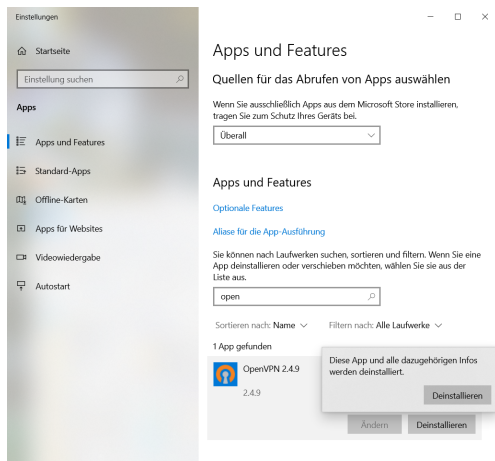 Einstellungen
Startseite
Einstellung suchen
Apps
Apps und Features
Standard-Apps
Offline-Karten
Apps für Websites
Videowiedergabe
Autostart
Apps und Features
Quellen für das Abrufen von Apps auswählen
Wenn Sie ausschließlich Apps aus dem Microsoft Store installieren,
tragen Sie zum Schutz Ihres Geräts bei.
Überall
Apps und Features
Optionale Features
Aliase für die App-Ausführung
Sie können nach Laufwerken suchen, sortieren und filtern. Wenn Sie eine
App deinstallieren oder verschieben möchten, wählen Sie sie aus der
Liste aus.
open
Sortieren nach: Name Filtern nach: Alle Laufwerke
1 App gefunden
OpenVPN 2.4.9
2.4.9
Diese App und alle dazugehörigen Infos
werden deinstalliert.
Deinstallieren
Ändern Deinstallieren